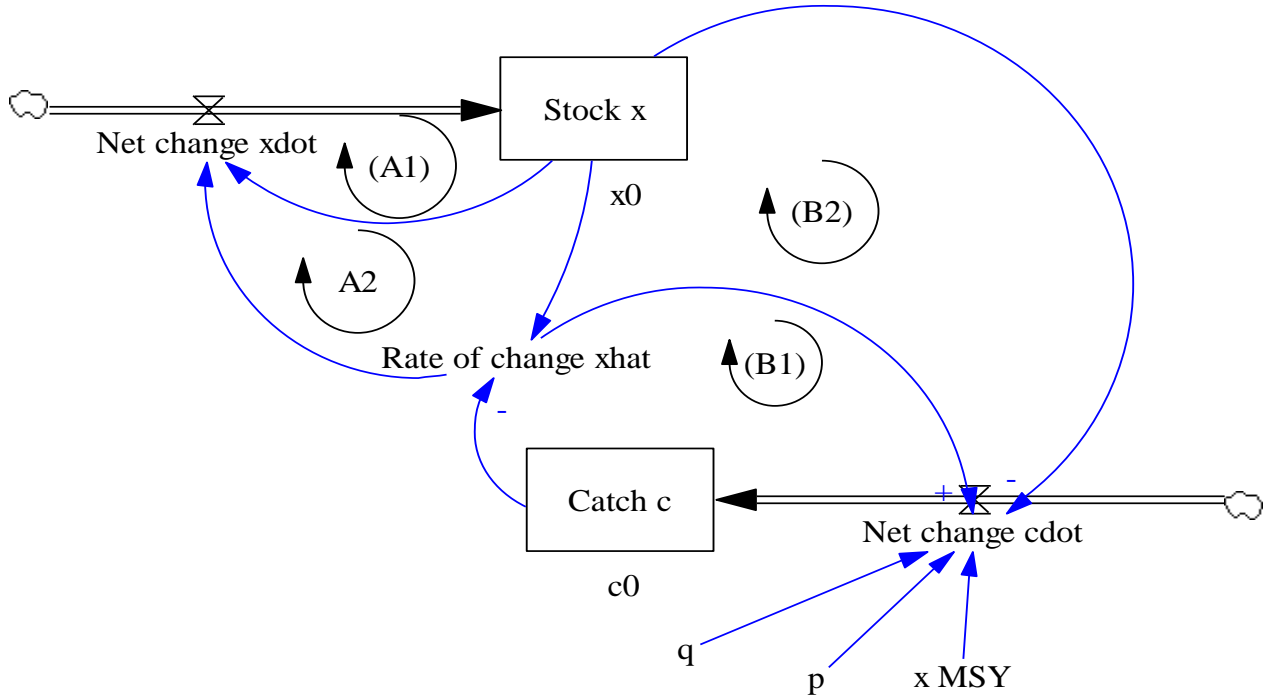 Stock x
Net change xdot
(A1)
x0
(B2)
A2
Rate of change xhat
(B1)
-
Catch c
+
-
Net change cdot
c0
q
p
x MSY